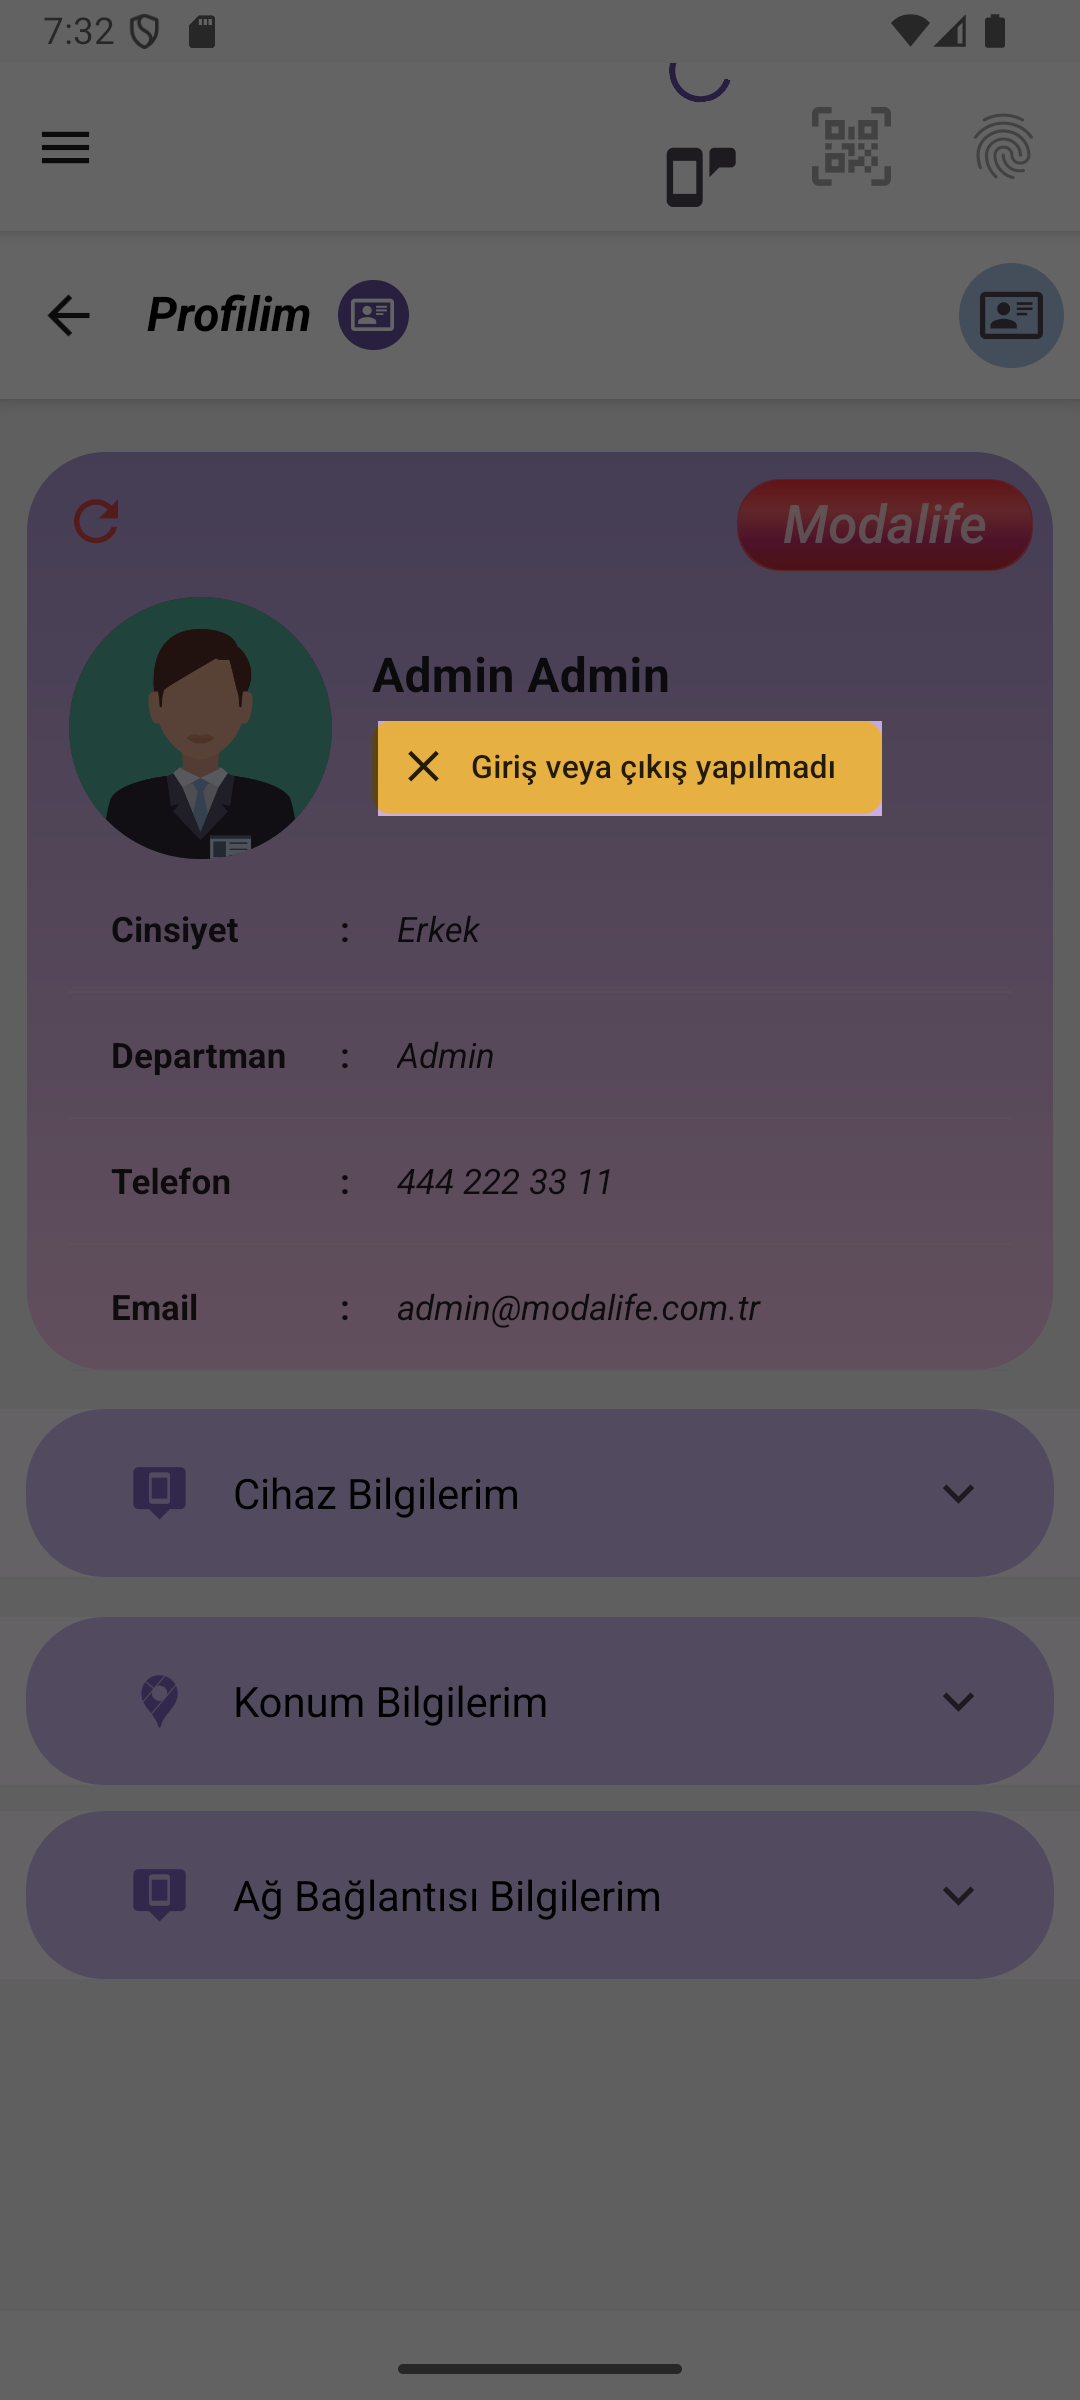 7:32
Profilim
Modalife
Admin Admin
Giriş veya çıkış yapılmadı
Cinsiyet : Erkek
Departman : Admin
Telefon : 444 222 33 11
Email : admin@modalife.com.tr
Cihaz Bilgilerim
Konum Bilgilerim
Ağ Bağlantısı Bilgilerim